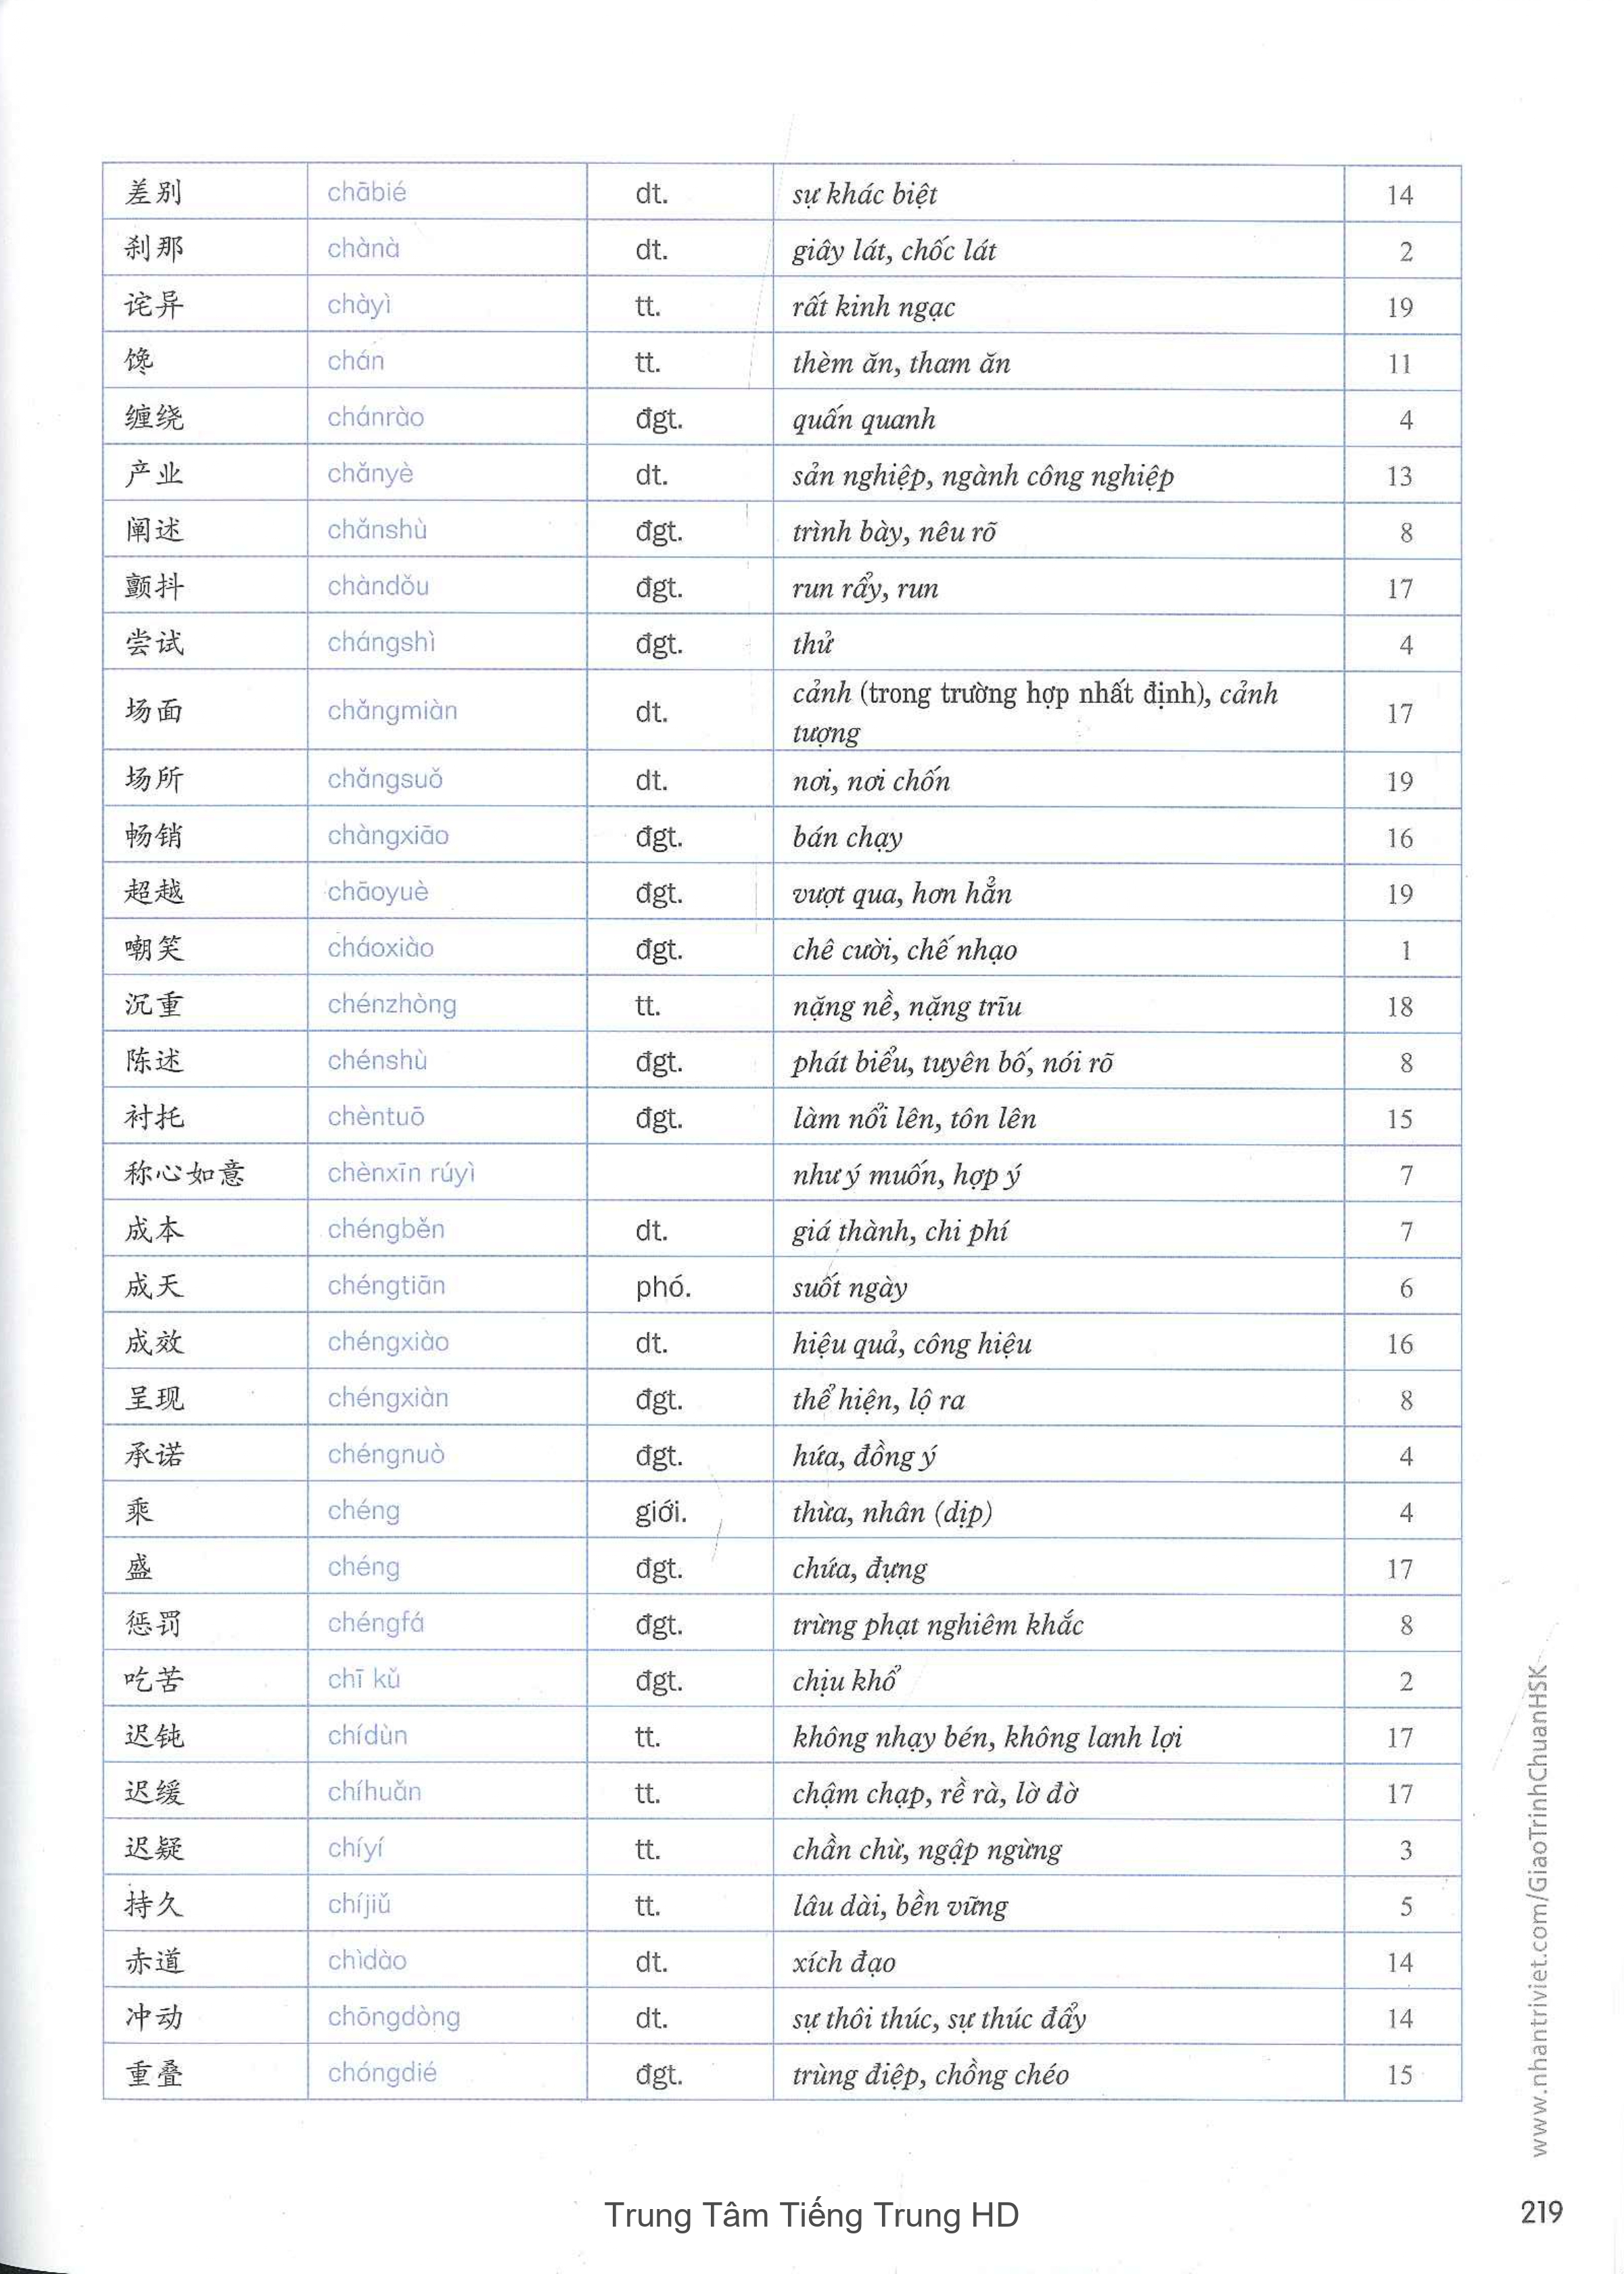 差别 chābié dt. sự khác biệt 14
刹那 chànà dt. giây lát, chốc lát 2
诧异 chàyì tt. rất kinh ngạc 19
馋 chán tt. thèm ăn, tham ăn 11
缠绕 chánrào đgt. quấn quanh 4
产业 chǎnyè dt. sản nghiệp, ngành công nghiệp 13
阐述 chǎnshù đgt. trình bày, nêu rõ 8
颤抖 chàndǒu đgt. run rẩy, run 17
尝试 chángshì đgt. thử 4
场面 chǎngmiàn dt. cảnh (trong trường hợp nhất định), cảnh
tượng 17
场所 chǎngsuǒ dt. nơi, nơi chốn 19
畅销 chàngxiāo đgt. bán chạy 16
超越 chāoyuè đgt. vượt qua, hơn hẳn 19
嘲笑 cháoxiào đgt. chê cười, chế nhạo 1
沉重 chénzhòng tt. nặng nề, nặng trĩu 18
陈述 chénshù đgt. phát biểu, tuyên bố, nói rõ 8
衬托 chèntuō đgt. làm nổi lên, tôn lên 15
称心如意 chènxīn rúyì như ý muốn, hợp ý 7
成本 chéngběn dt. giá thành, chi phí 7
成天 chéngtiān phó. suốt ngày 6
成效 chéngxiào dt. hiệu quả, công hiệu 16
呈现 chéngxiàn đgt. thể hiện, lộ ra 8
承诺 chéngnuò đgt. hứa, đồng ý 4
乘 chéng giới. thừa, nhân (dịp) 4
盛 chéng đgt. chứa, đựng 17
惩罚 chéngfá đgt. trừng phạt nghiêm khắc 8
吃苦 chī kǔ đgt. chịu khổ 2
迟钝 chídùn tt. không nhạy bén, không lanh lợi 17
迟缓 chíhuǎn tt. chậm chạp, rề rà, lờ đờ 17
迟疑 chíyí tt. chần chừ, ngập ngừng 3
持久 chíjiǔ tt. lâu dài, bền vững 5
赤道 chìdào dt. xích đạo 14
冲动 chōngdòng dt. sự thôi thúc, sự thúc đẩy 14
重叠 chóngdié đgt. trùng điệp, chồng chéo 15
www.nhantriviet.com/GiaoTrinhChuanHSK
Trung Tâm Tiếng Trung HD
219